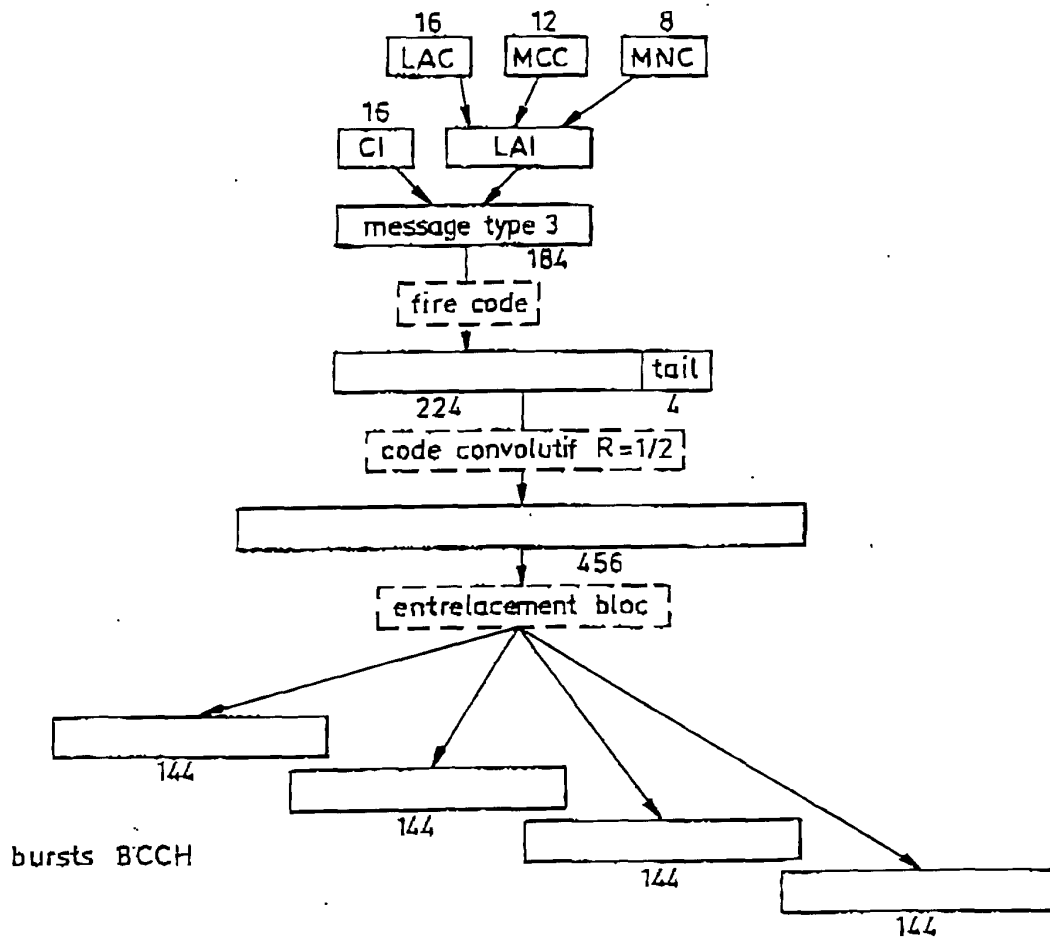 16 12 8
LAC MCC MNC
16
CI LAI
message type 3
184
fire code
tail
224 4
code convolutif R=1/2
456
entrelacement bloc
144
144
144
144
bursts BCCH